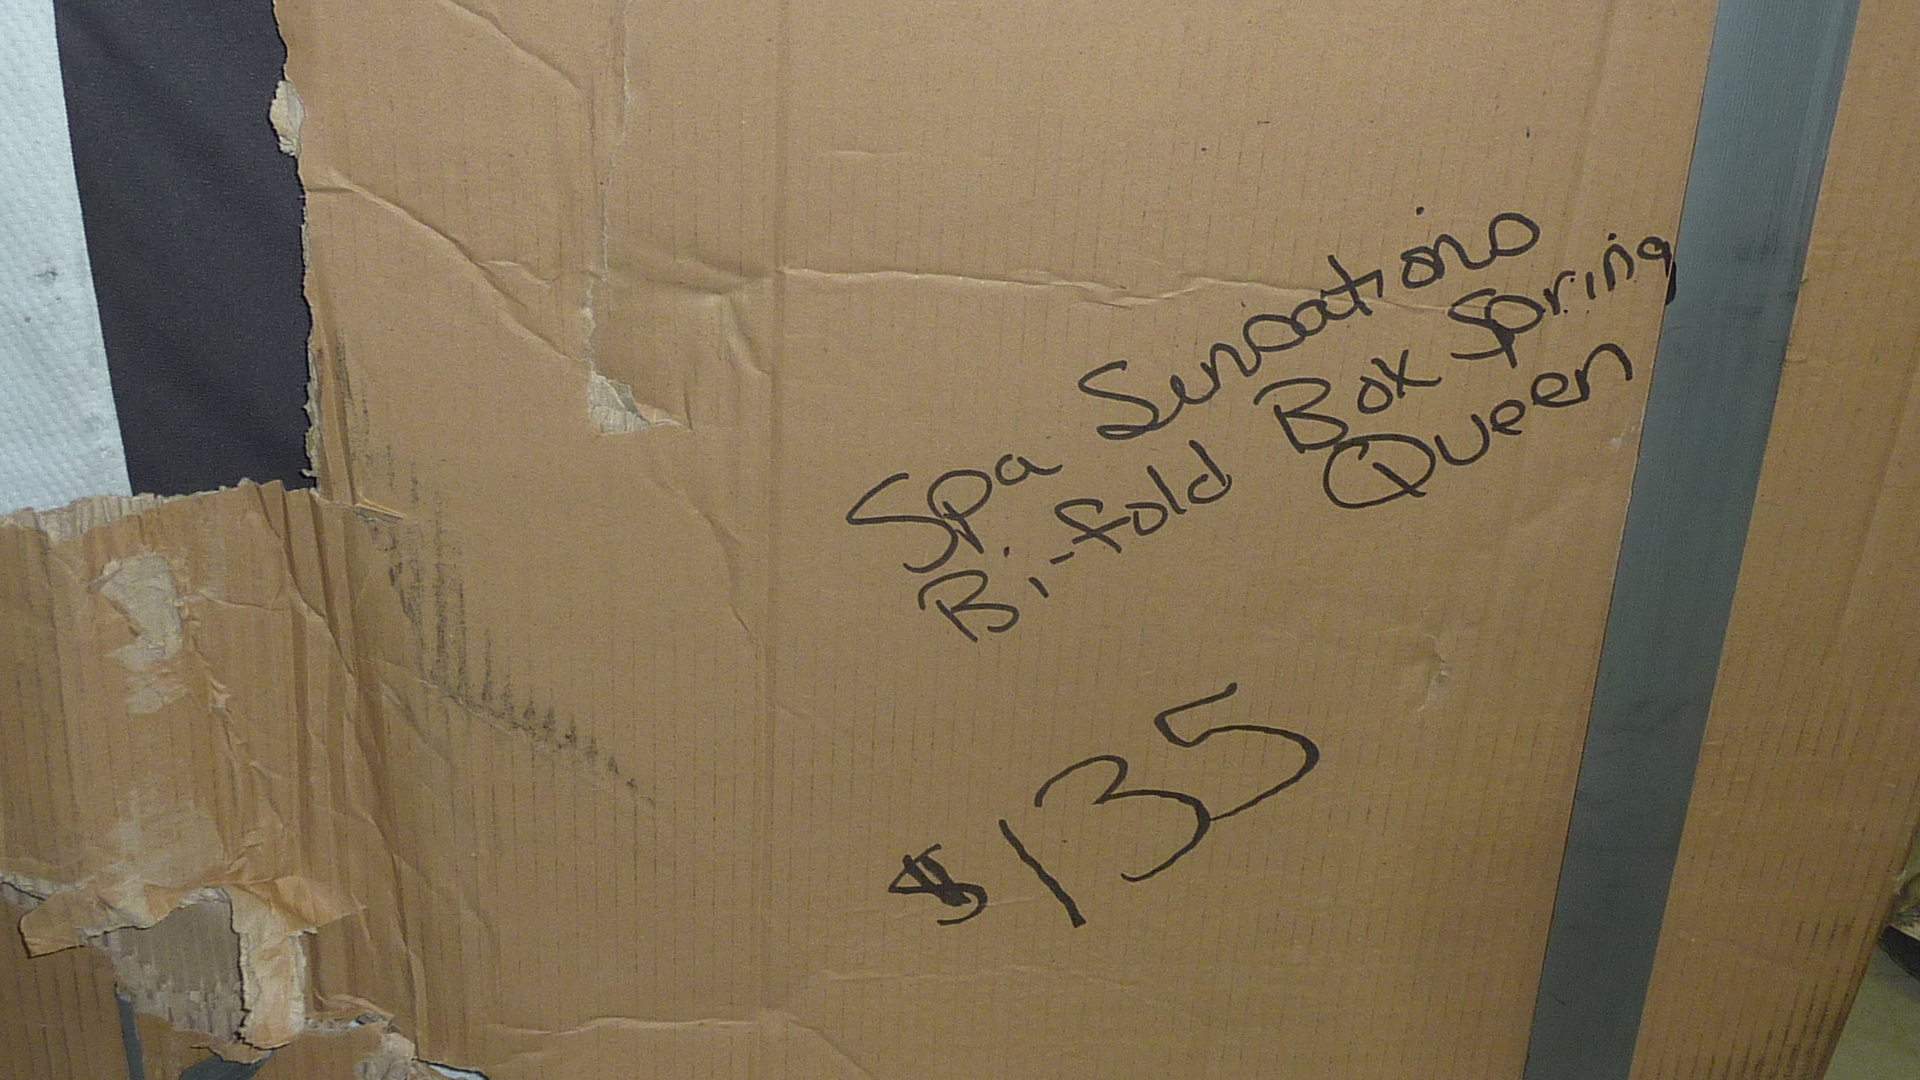 Spa Sensations
Bi-fold Box Spring
Queen
$135